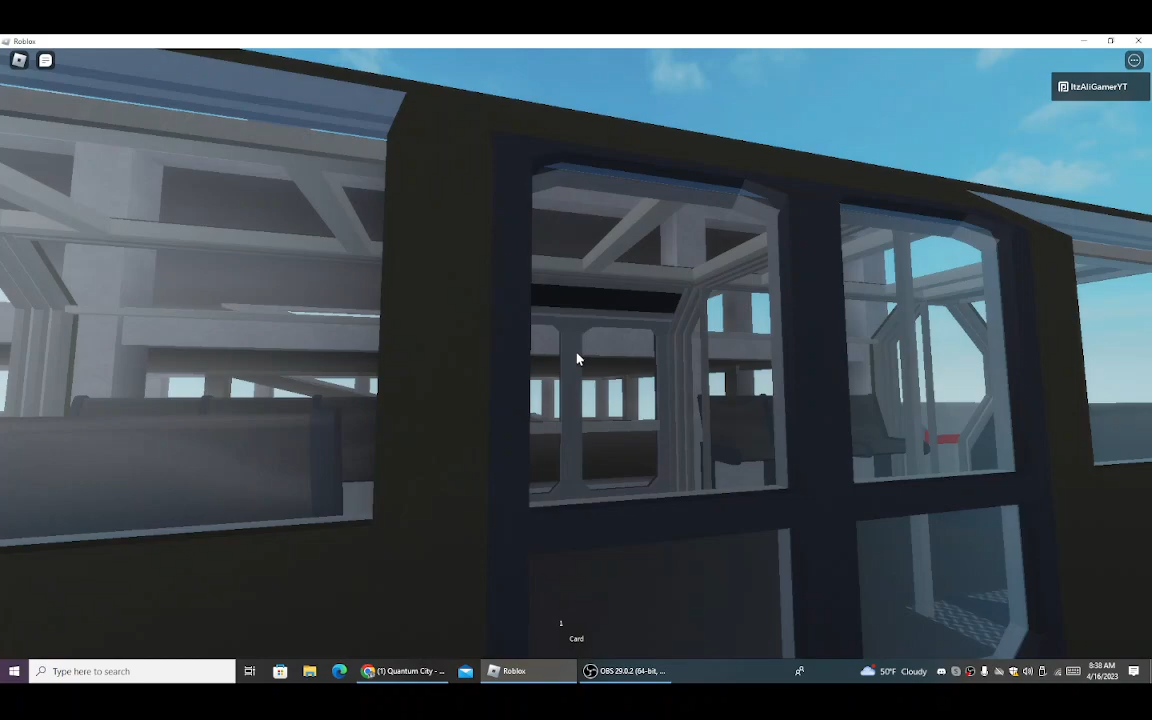 Roblox
ItzAliGamerYT
1
Card
Type here to search
(1) Quantum City - ...
Roblox
OBS 29.0.2 (64-bit, ...
50°F Cloudy
8:38 AM
4/16/2023